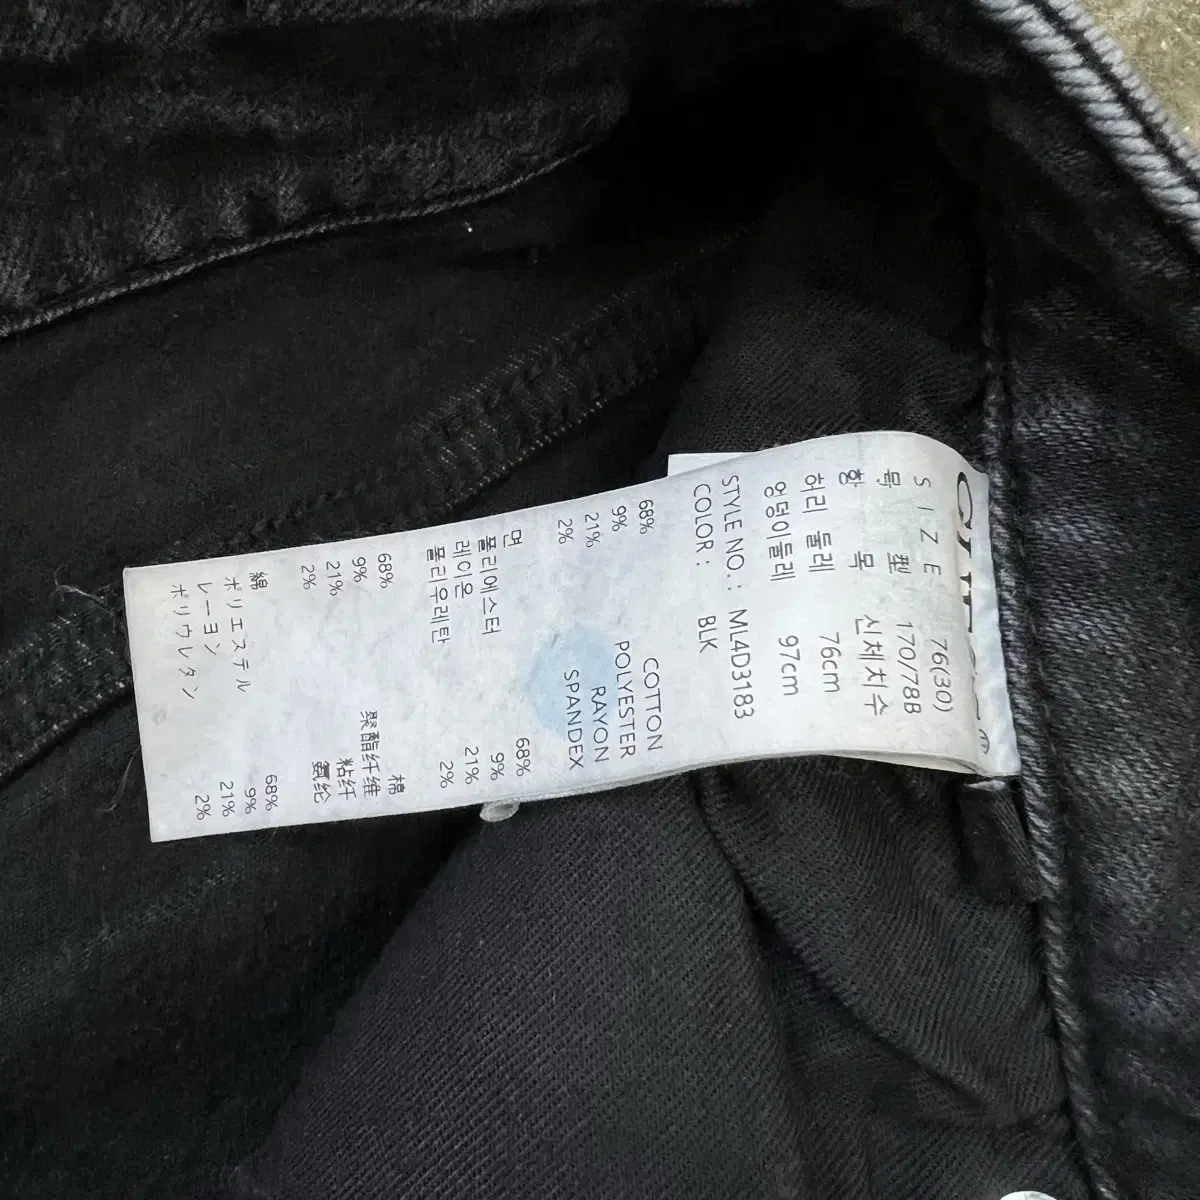 SIZE 76(30)
号型 170/78B
항목 신체치수
허리둘레 76cm
엉덩이둘레 97cm
STYLE NO.: ML4D3183
COLOR: BLK
68% COTTON
9% POLYESTER
21% RAYON
2% SPANDEX
면 68%
폴리에스터 9%
레이온 21%
폴리우레탄 2%
68% 棉
9% 聚酯纤维
21% 粘纤
2% 氨纶
綿 68%
ポリエステル 9%
レーヨン 21%
ポリウレタン 2%